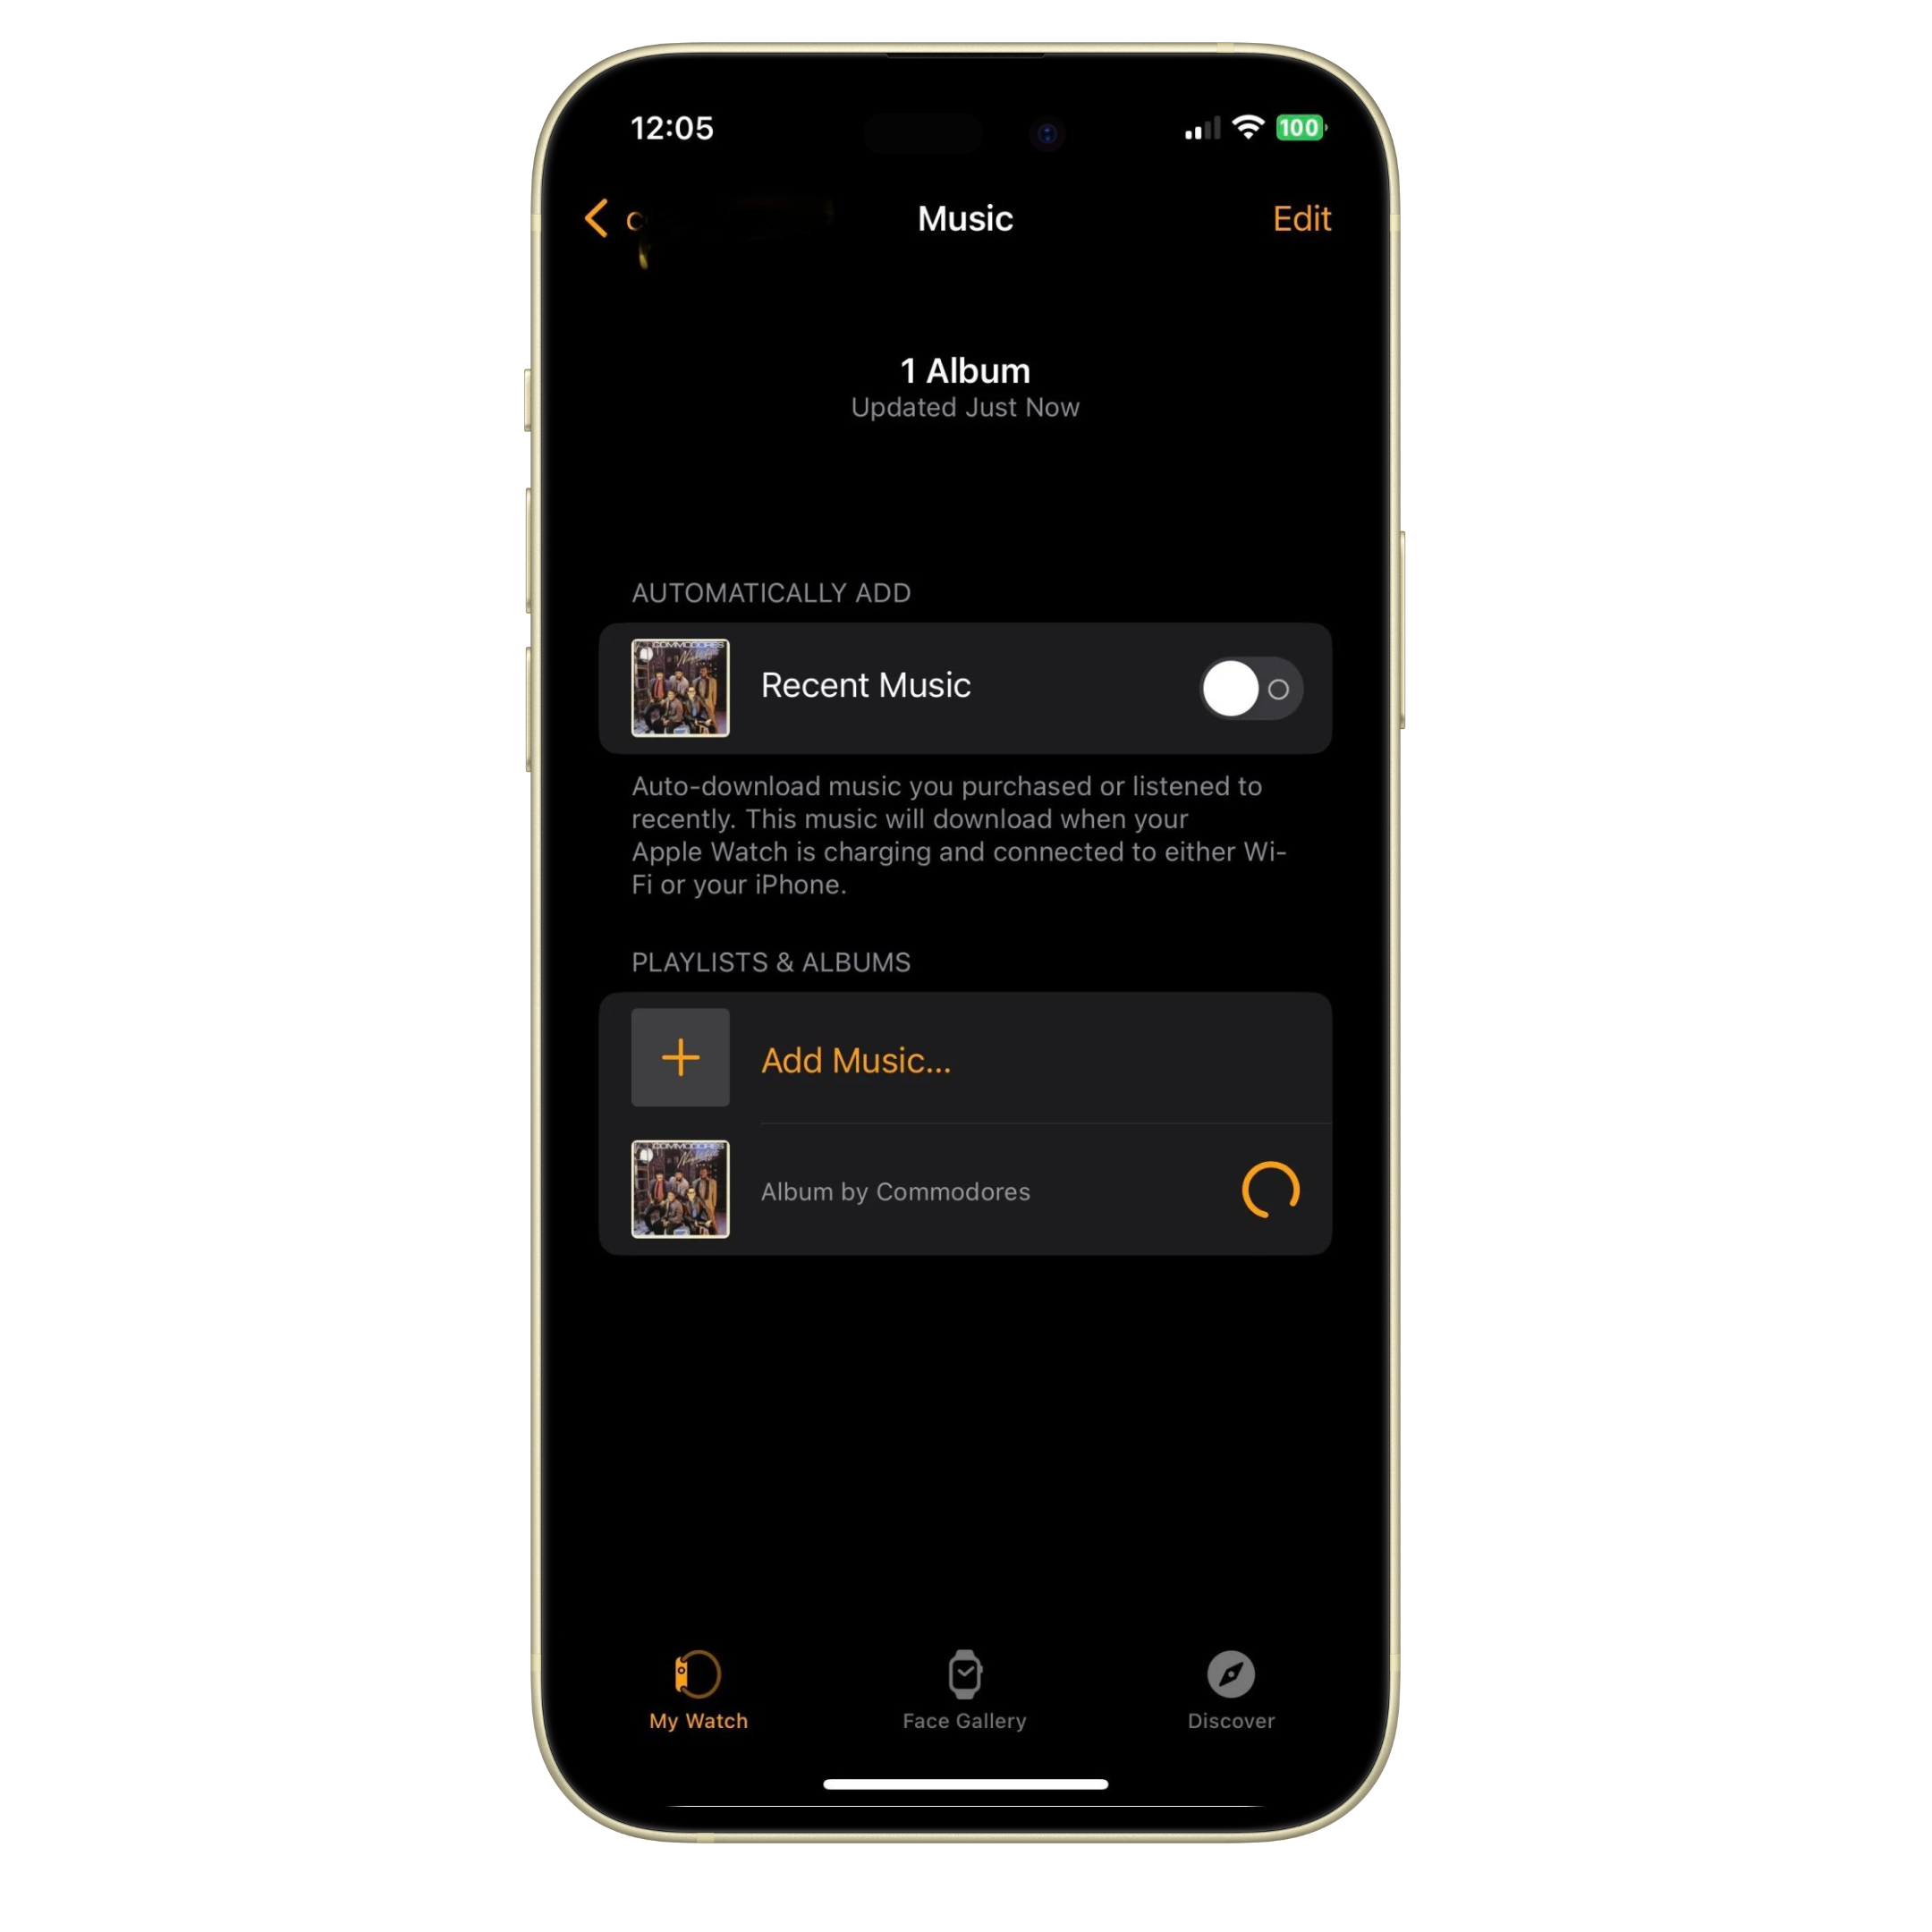 12:05
100
Music
Edit
1 Album
Updated Just Now
AUTOMATICALLY ADD
COMMODORES
Recent Music
Auto-download music you purchased or listened to
recently. This music will download when your
Apple Watch is charging and connected to either Wi-
Fi or your iPhone.
PLAYLISTS & ALBUMS
Add Music...
COMMODORES
Album by Commodores
My Watch
Face Gallery
Discover